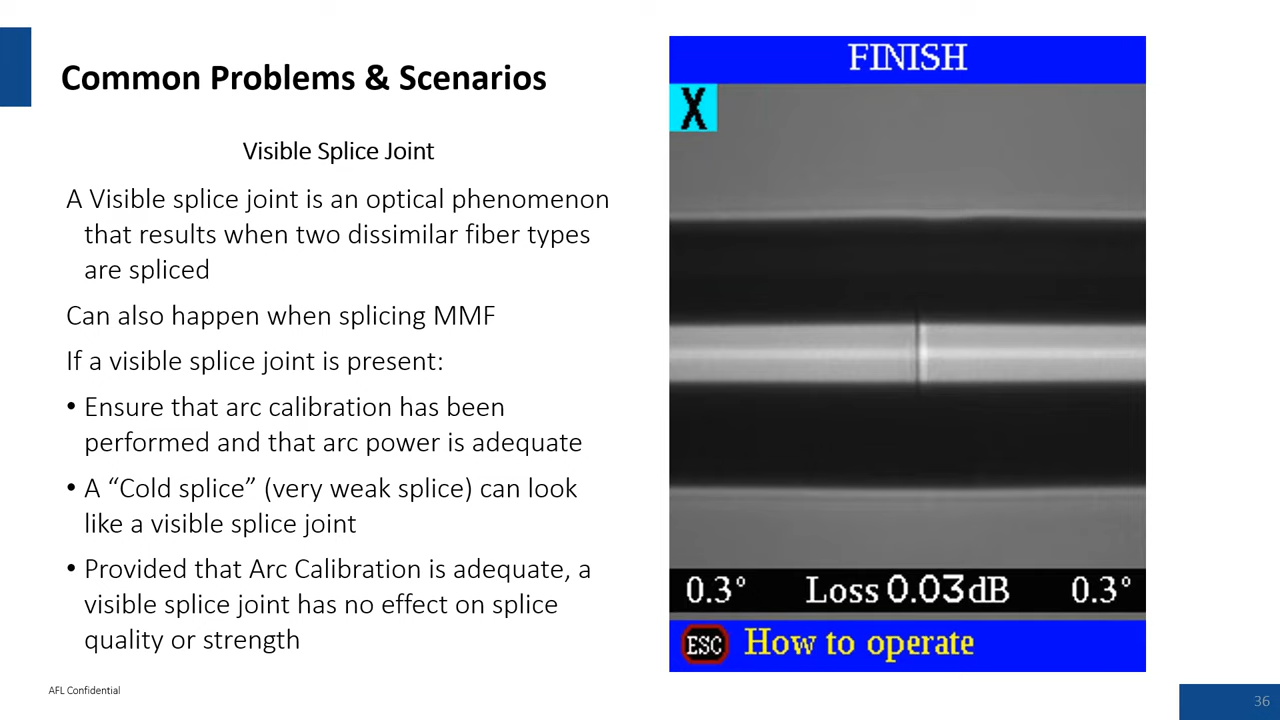 Common Problems & Scenarios
Visible Splice Joint
A Visible splice joint is an optical phenomenon
that results when two dissimilar fiber types
are spliced
Can also happen when splicing MMF
If a visible splice joint is present:
• Ensure that arc calibration has been
performed and that arc power is adequate
• A “Cold splice” (very weak splice) can look
like a visible splice joint
• Provided that Arc Calibration is adequate, a
visible splice joint has no effect on splice
quality or strength
FINISH
X
0.3° Loss 0.03dB 0.3°
ESC How to operate
AFL Confidential
36